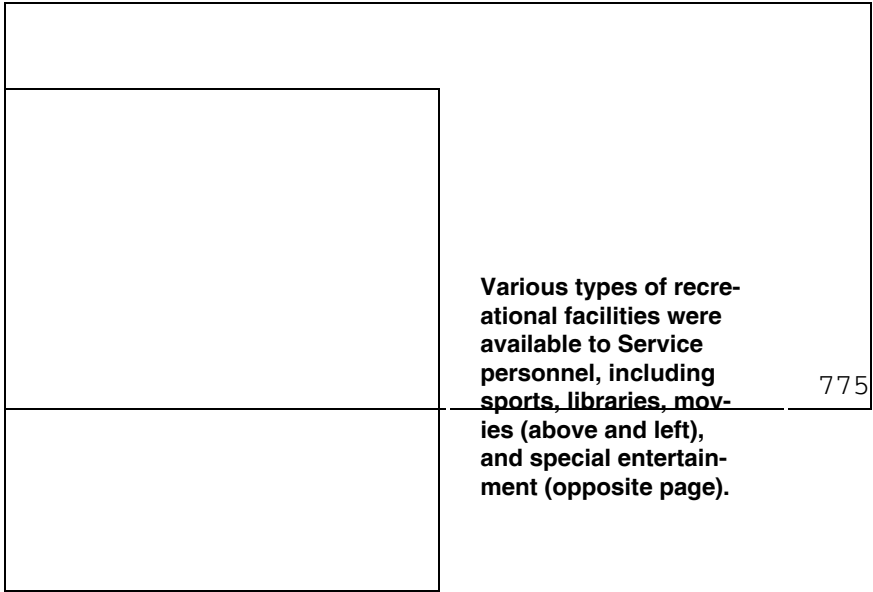 Various types of recre-
ational facilities were
available to Service
personnel, including
sports, libraries, mov-
ies (above and left),
and special entertain-
ment (opposite page).
775